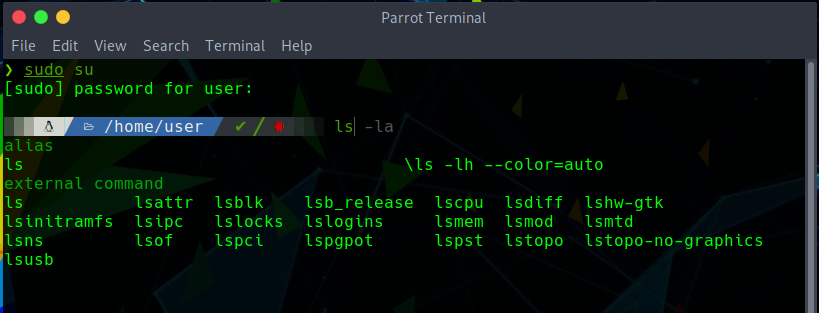 Parrot Terminal
File Edit View Search Terminal Help
❯ sudo su
[sudo] password for user:
/home/user ✔ / ls -la
alias
ls \ls -lh --color=auto
external command
ls lsattr lsblk lsb_release lscpu lsdiff lshw-gtk
lsinitramfs lsipc lslocks lslogins lsmem lsmod lsmtd
lsns lsof lspci lspgpot lspst lstopo lstopo-no-graphics
lsusb